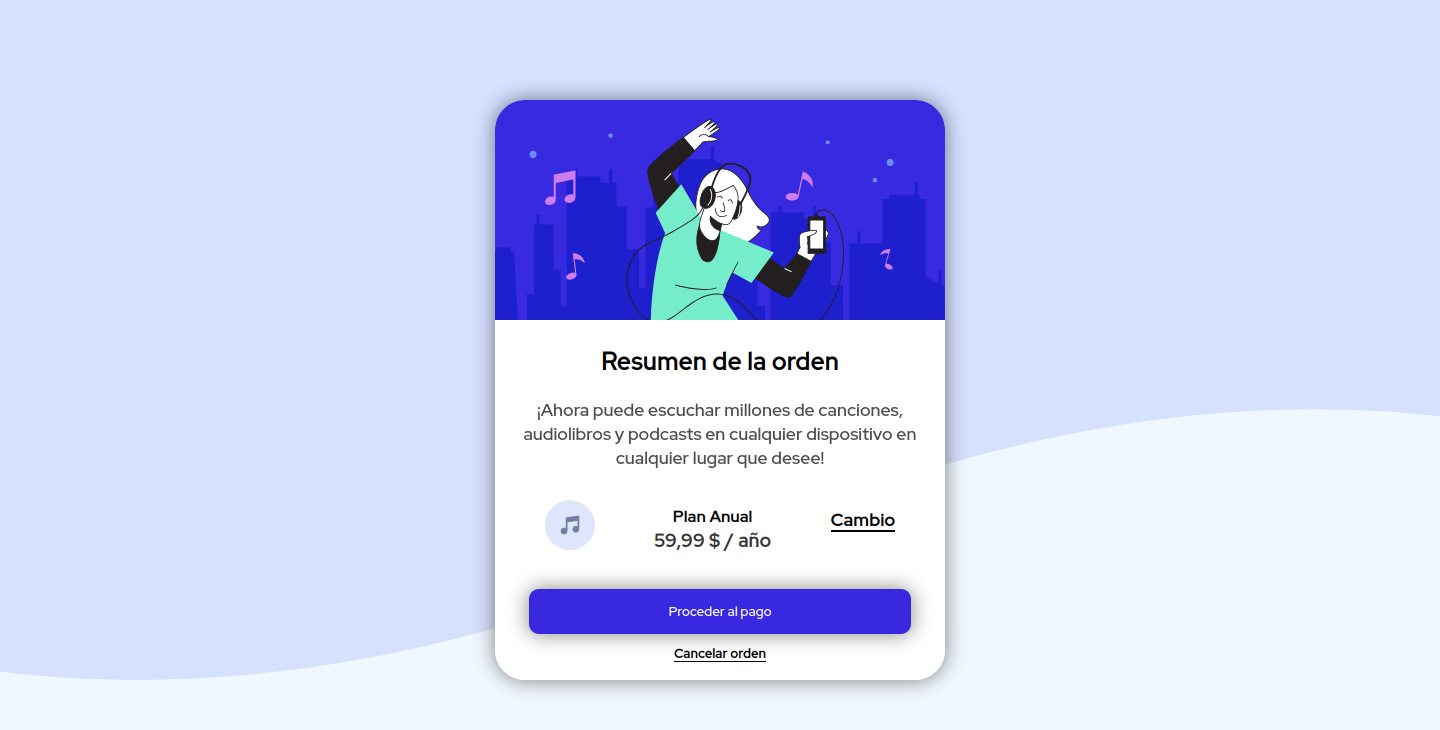 Resumen de la orden
¡Ahora puede escuchar millones de canciones,
audiolibros y podcasts en cualquier dispositivo en
cualquier lugar que desee!
Plan Anual
59,99 $ / año
Cambio
Proceder al pago
Cancelar orden